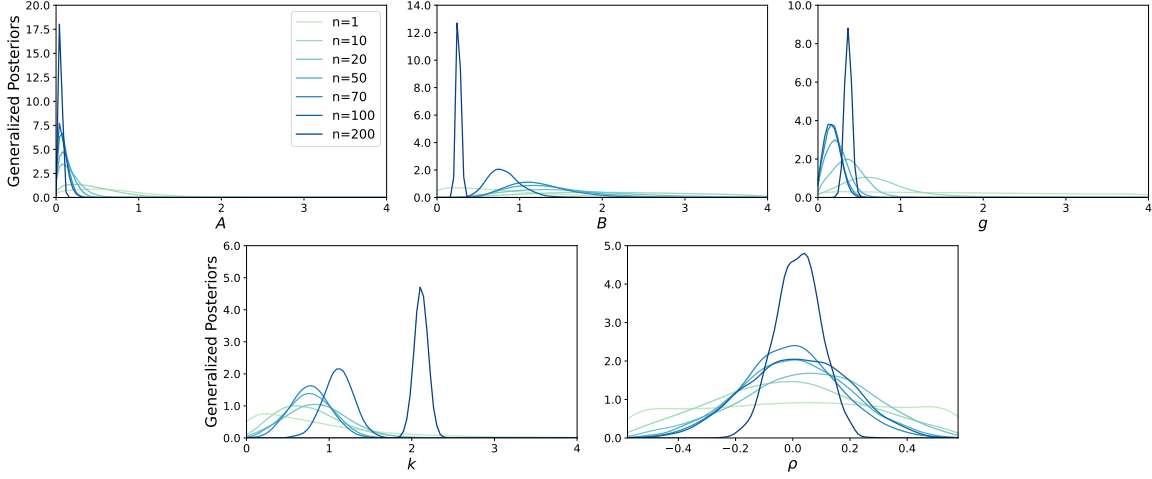 Generalized Posteriors
20.0
17.5
15.0
12.5
10.0
7.5
5.0
2.5
0.0
0 1 2 3 4
A
n=1
n=10
n=20
n=50
n=70
n=100
n=200
14.0
12.0
10.0
8.0
6.0
4.0
2.0
0.0
0 1 2 3 4
B
10.0
8.0
6.0
4.0
2.0
0.0
0 1 2 3 4
g
Generalized Posteriors
6.0
5.0
4.0
3.0
2.0
1.0
0.0
0 1 2 3 4
k
5.0
4.0
3.0
2.0
1.0
0.0
−0.4 −0.2 0.0 0.2 0.4
ρ